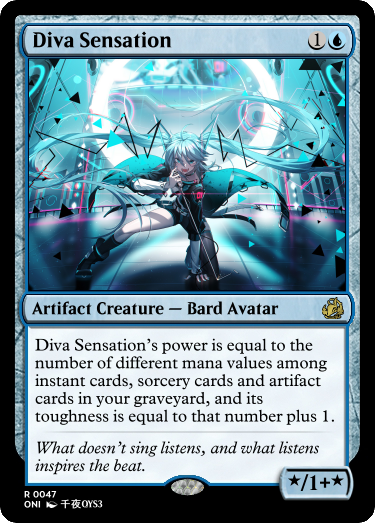 Diva Sensation 1
Artifact Creature — Bard Avatar
Diva Sensation's power is equal to the
number of different mana values among
instant cards, sorcery cards and artifact
cards in your graveyard, and its
toughness is equal to that number plus 1.
What doesn't sing listens, and what listens
inspires the beat.
★/1+★
R 0047
ONI 千夜QYS3